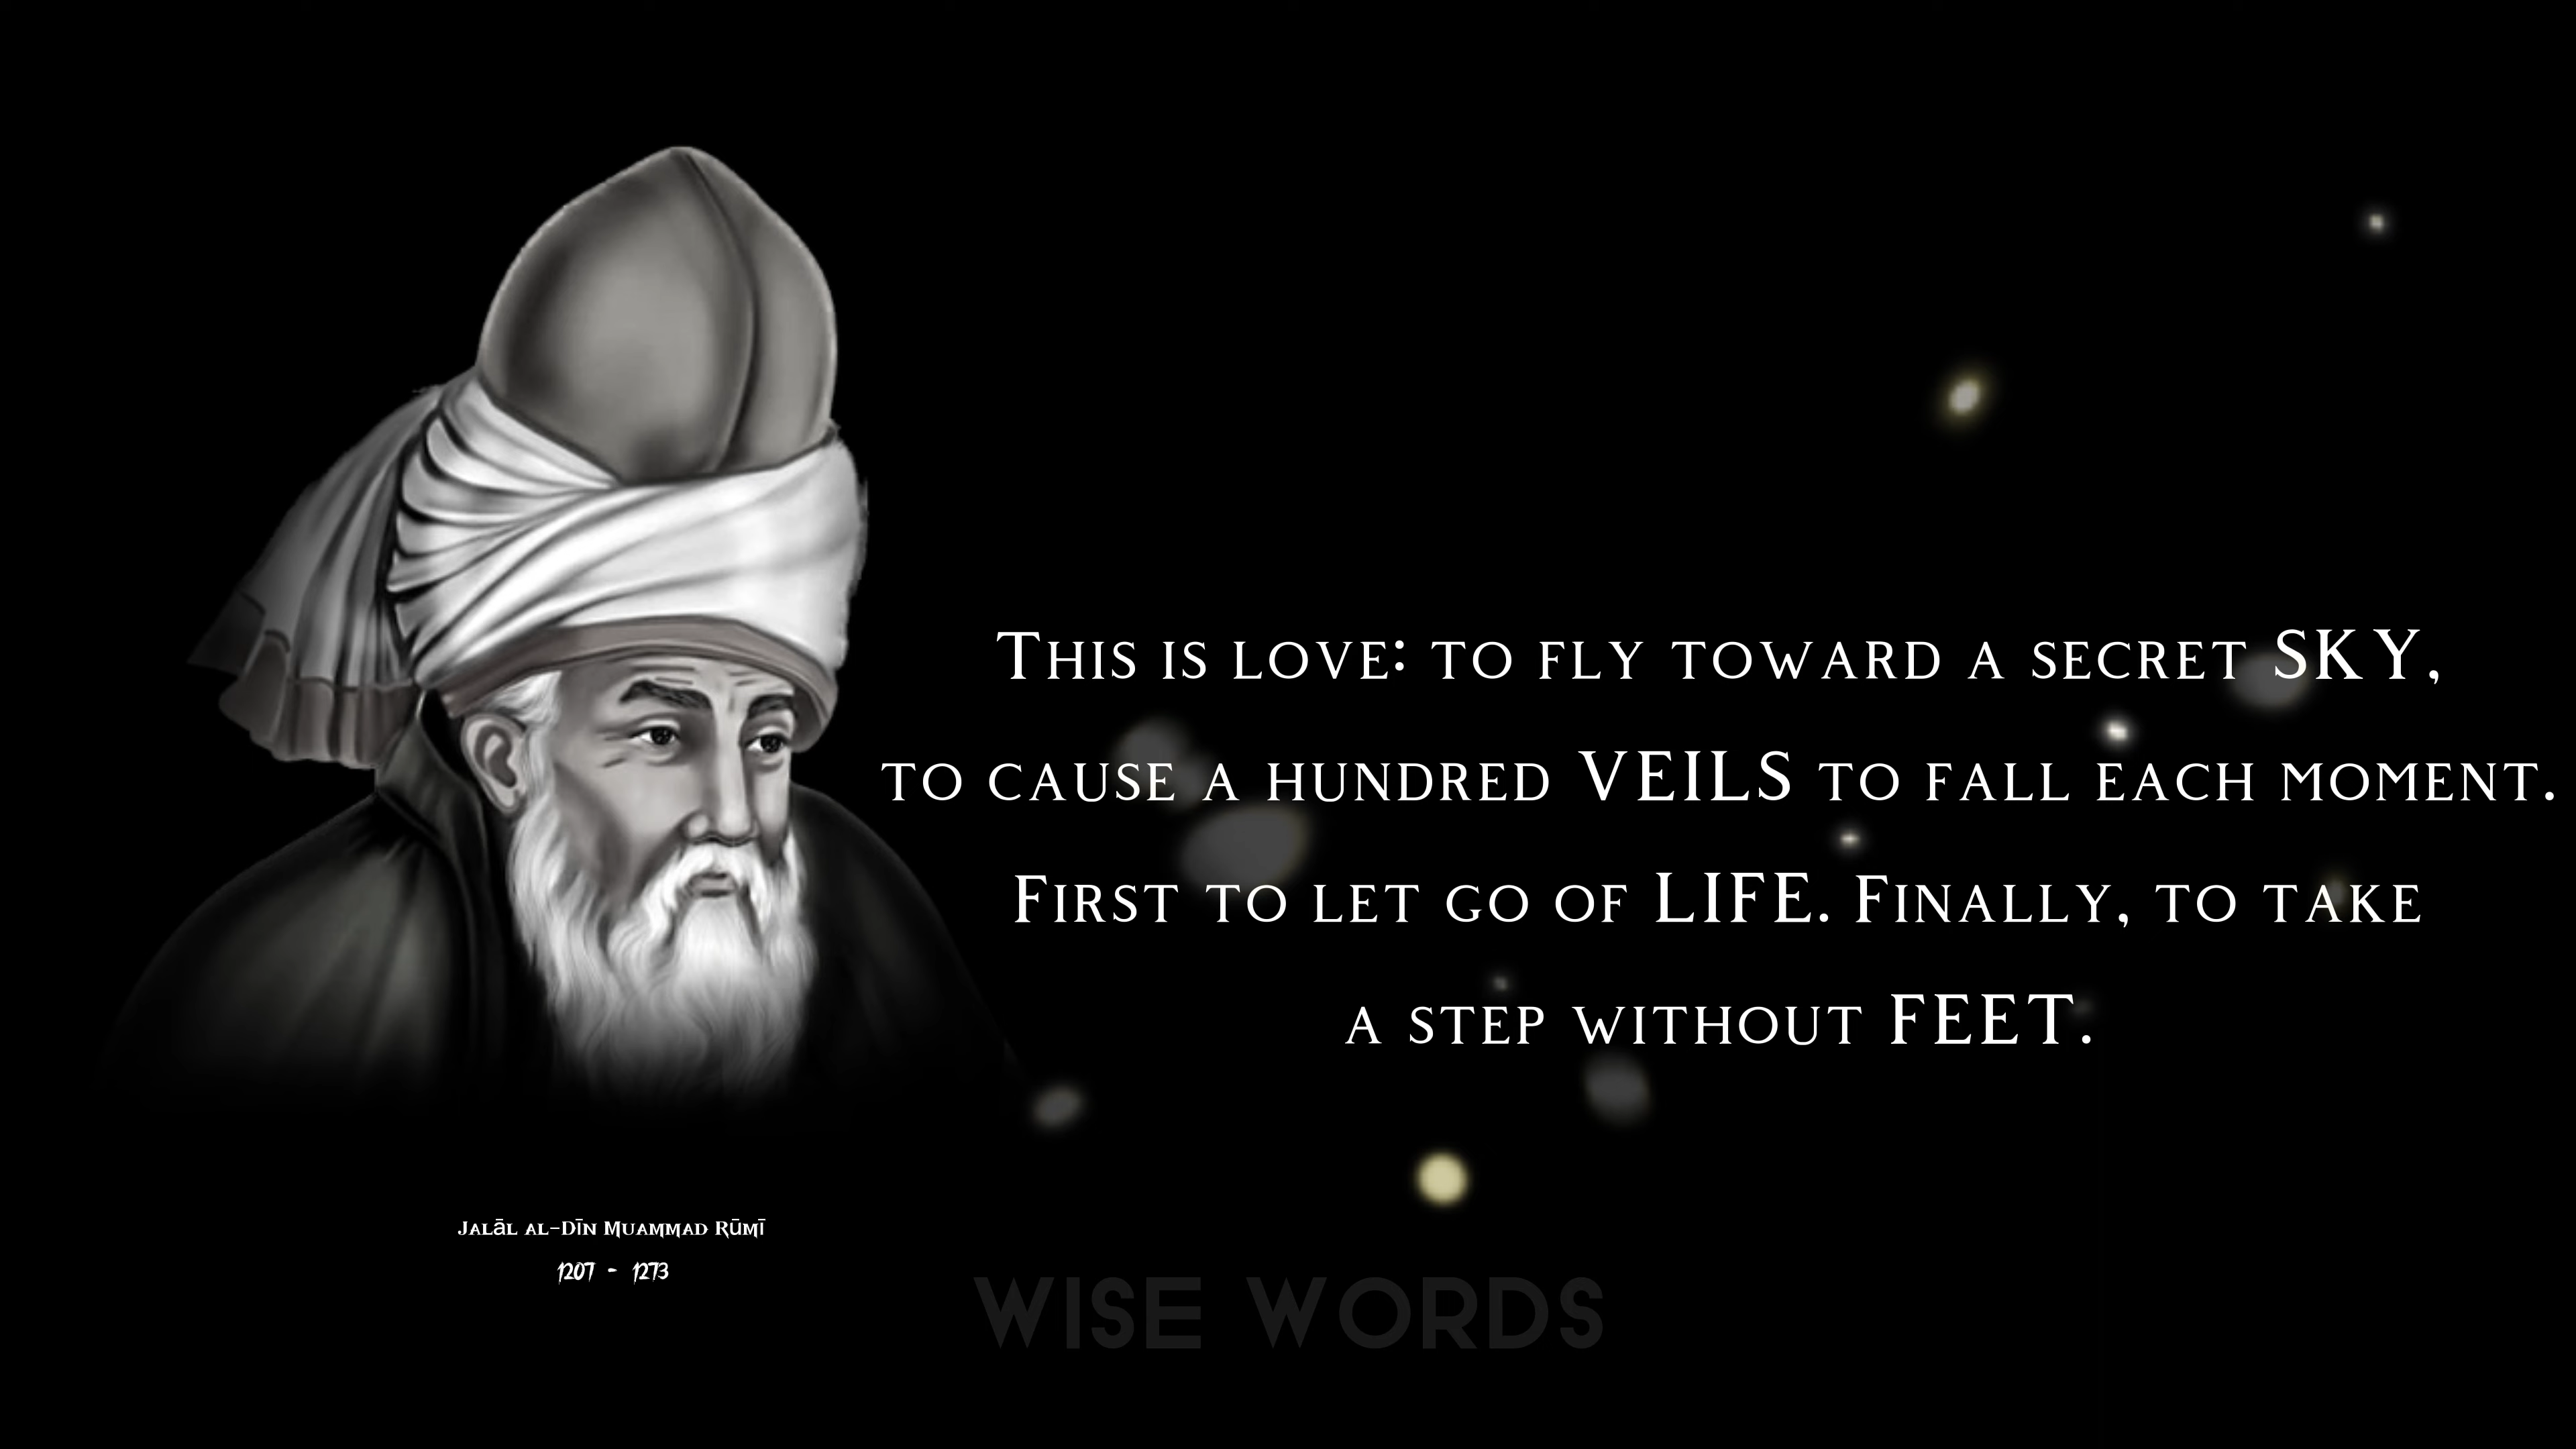 This is love: to fly toward a secret SKY,
to cause a hundred VEILS to fall each moment.
First to let go of LIFE. Finally, to take
a step without FEET.
Jalāl al-Dīn Muammad Rūmī
1207 - 1273
WISE WORDS